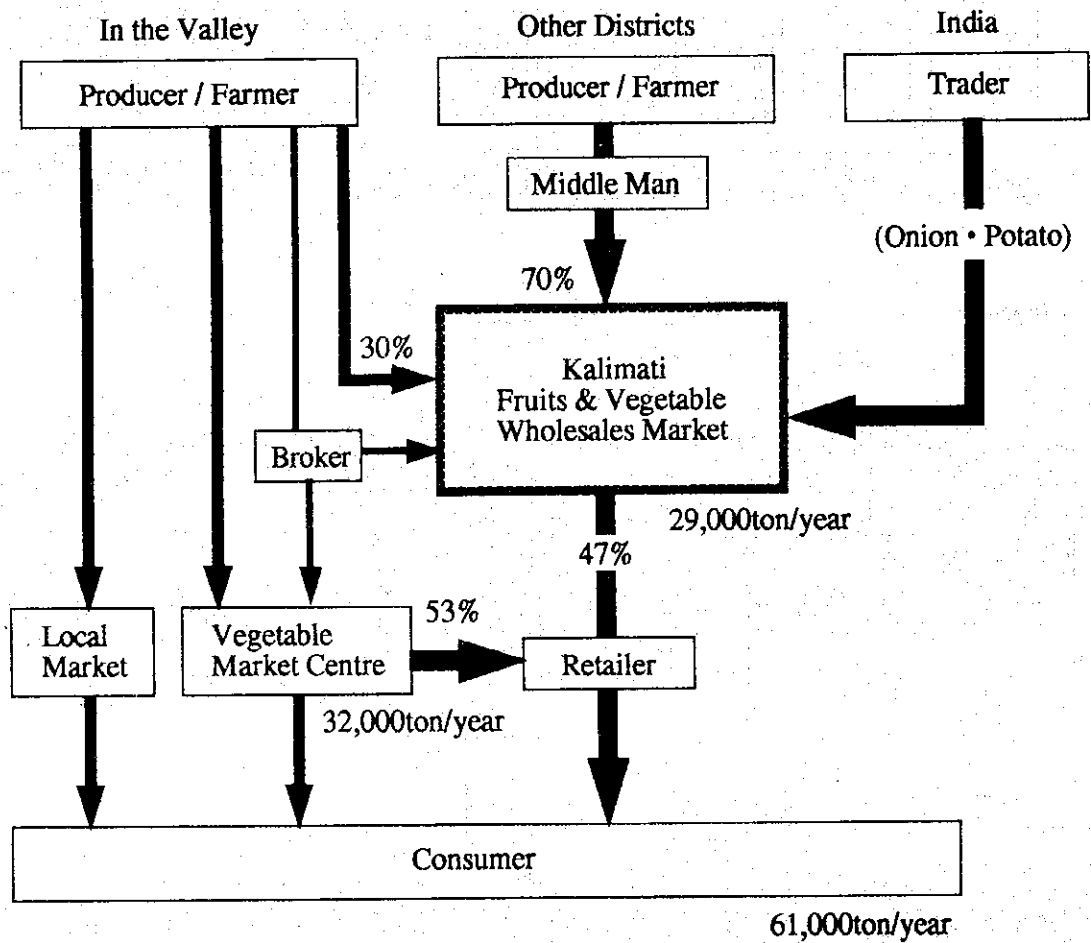 In the Valley
Other Districts
India
Producer / Farmer
Producer / Farmer
Trader
Middle Man
(Onion • Potato)
70%
30%
Kalimati
Fruits & Vegetable
Wholesales Market
Broker
29,000ton/year
47%
53%
Local
Market
Vegetable
Market Centre
Retailer
32,000ton/year
Consumer
61,000ton/year